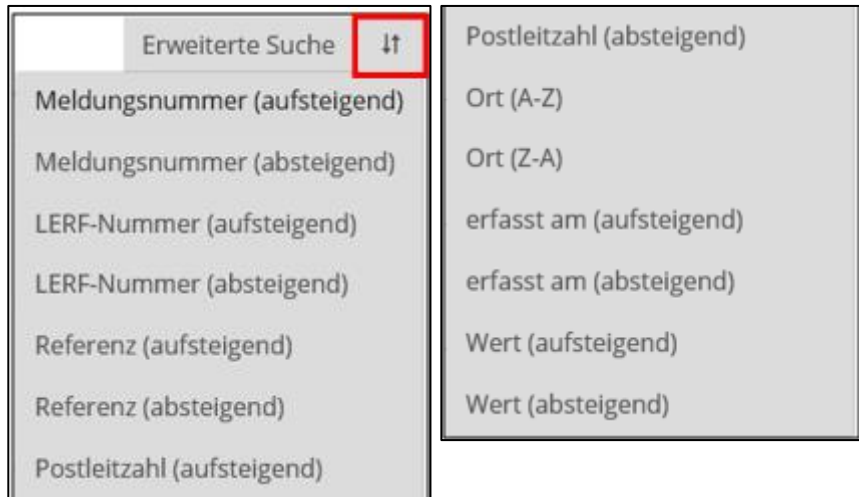 Erweiterte Suche
Meldungsnummer (aufsteigend)
Meldungsnummer (absteigend)
LERF-Nummer (aufsteigend)
LERF-Nummer (absteigend)
Referenz (aufsteigend)
Referenz (absteigend)
Postleitzahl (aufsteigend)
Postleitzahl (absteigend)
Ort (A-Z)
Ort (Z-A)
erfasst am (aufsteigend)
erfasst am (absteigend)
Wert (aufsteigend)
Wert (absteigend)